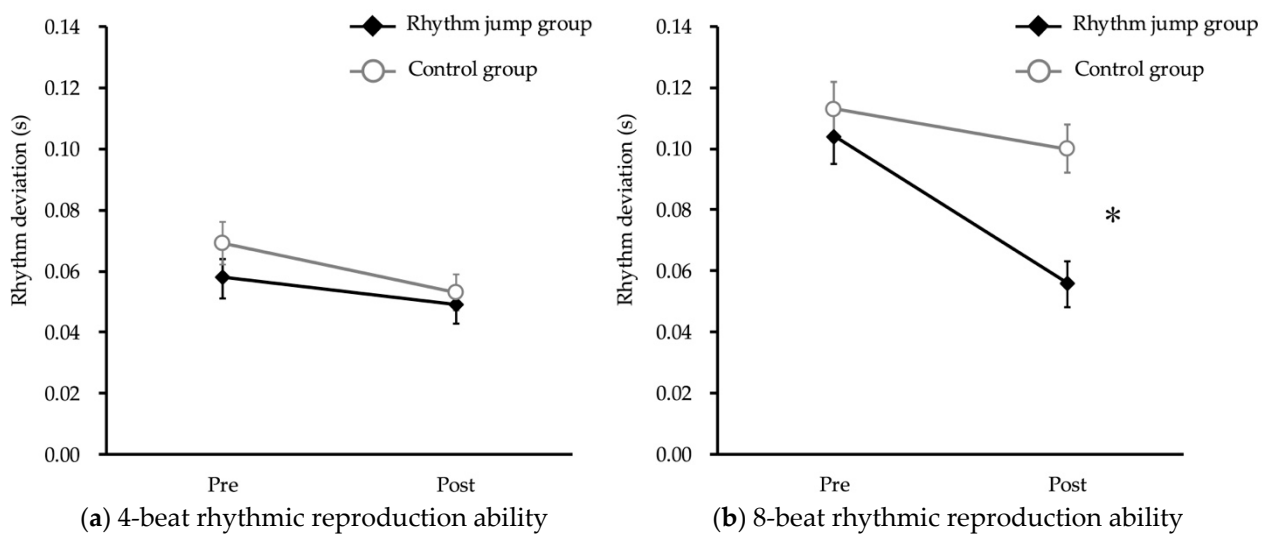 Rhythm deviation (s)
0.14
0.12
0.10
0.08
0.06
0.04
0.02
0.00
Rhythm jump group
Control group
Pre Post
(a) 4-beat rhythmic reproduction ability
Rhythm deviation (s)
0.14
0.12
0.10
0.08
0.06
0.04
0.02
0.00
Rhythm jump group
Control group
*
Pre Post
(b) 8-beat rhythmic reproduction ability